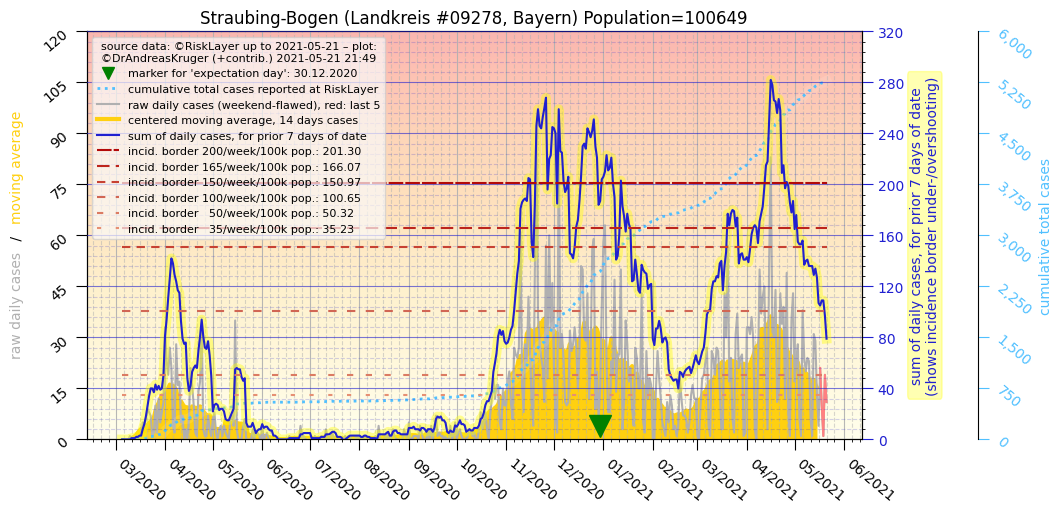 Straubing-Bogen (Landkreis #09278, Bayern) Population=100649
source data: ©RiskLayer up to 2021-05-21 – plot:
©DrAndreasKruger (+contrib.) 2021-05-21 21:49
marker for 'expectation day': 30.12.2020
cumulative total cases reported at RiskLayer
raw daily cases (weekend-flawed), red: last 5
centered moving average, 14 days cases
sum of daily cases, for prior 7 days of date
incid. border 200/week/100k pop.: 201.30
incid. border 165/week/100k pop.: 166.07
incid. border 150/week/100k pop.: 150.97
incid. border 100/week/100k pop.: 100.65
incid. border 50/week/100k pop.: 50.32
incid. border 35/week/100k pop.: 35.23
raw daily cases / moving average
120
105
90
75
60
45
30
15
0
03/2020
04/2020
05/2020
06/2020
07/2020
08/2020
09/2020
10/2020
11/2020
12/2020
01/2021
02/2021
03/2021
04/2021
05/2021
06/2021
320
280
240
200
160
120
80
40
0
sum of daily cases, for prior 7 days of date
(shows incidence border under-/overshooting)
6,000
5,250
4,500
3,750
3,000
2,250
1,500
750
0
cumulative total cases